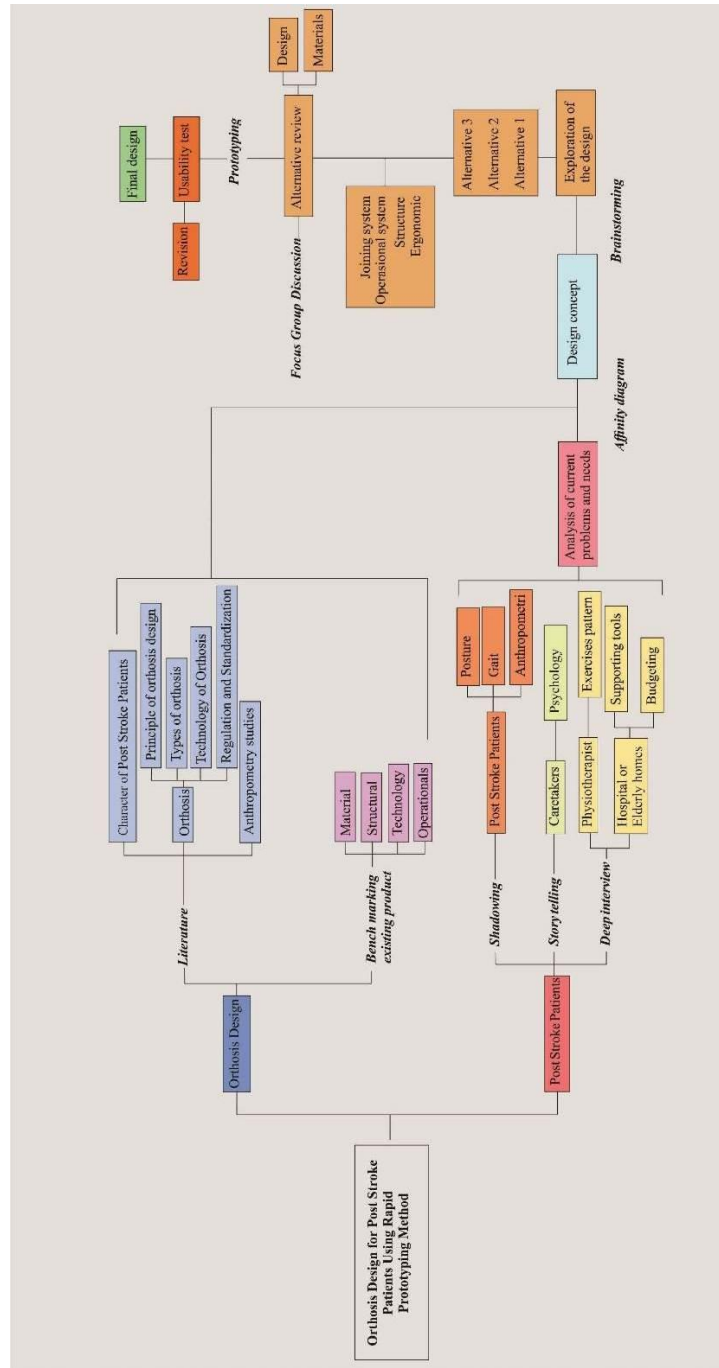 Orthosis Design for Post Stroke
Patients Using Rapid
Prototyping Method
Orthosis Design
Literature
Character of Post Stroke Patients
Orthosis
Principle of orthosis design
Types of orthosis
Technology of Orthosis
Regulation and Standardization
Anthropometry studies
Bench marking
existing product
Material
Structural
Technology
Operationals
Post Stroke Patients
Shadowing
Post Stroke Patients
Posture
Gait
Anthropometri
Story telling
Caretakers
Psychology
Deep interview
Physiotherapist
Exercises pattern
Hospital or
Elderly homes
Supporting tools
Budgeting
Analysis of current
problems and needs
Affinity diagram
Design concept
Brainstorming
Exploration of
the design
Alternative 3
Alternative 2
Alternative 1
Joining system
Operasional system
Structure
Ergonomic
Focus Group Discussion
Alternative review
Design
Materials
Prototyping
Usability test
Revision
Final design